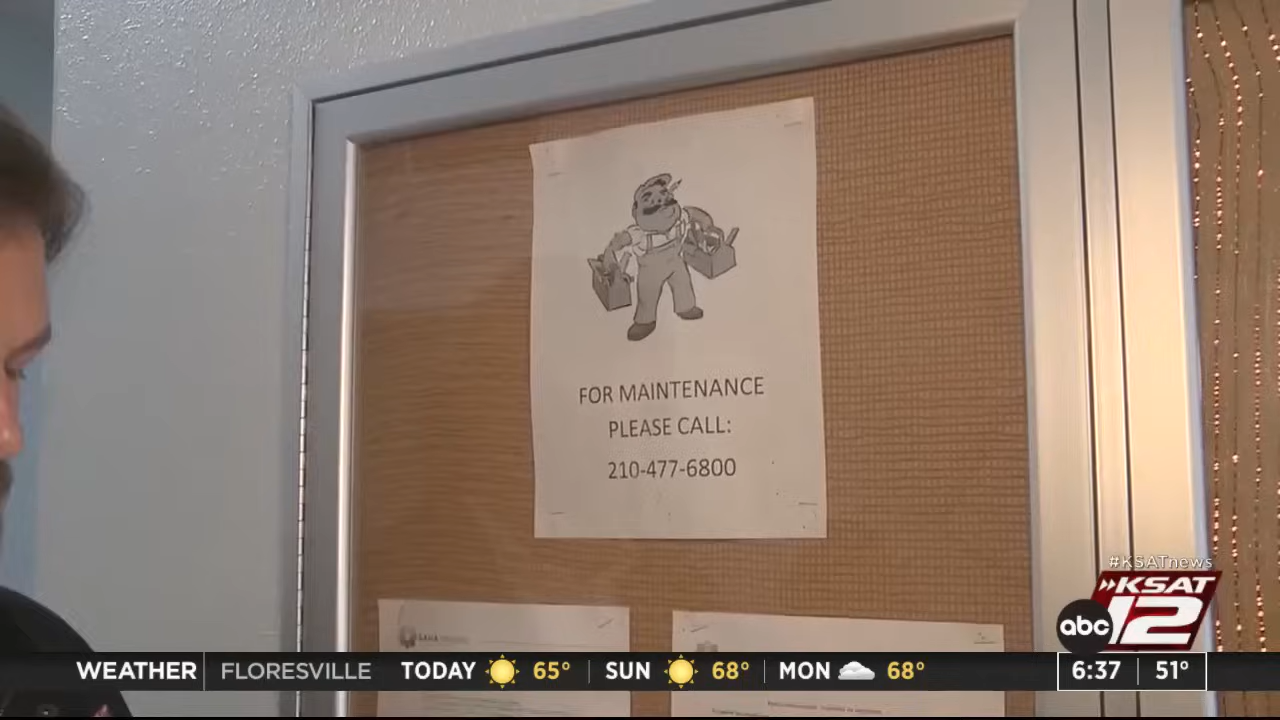 FOR MAINTENANCE
PLEASE CALL:
210-477-6800
#KSATnews
KSAT
abc 12
WEATHER FLORESVILLE TODAY 65° SUN 68° MON 68° 6:37 51°